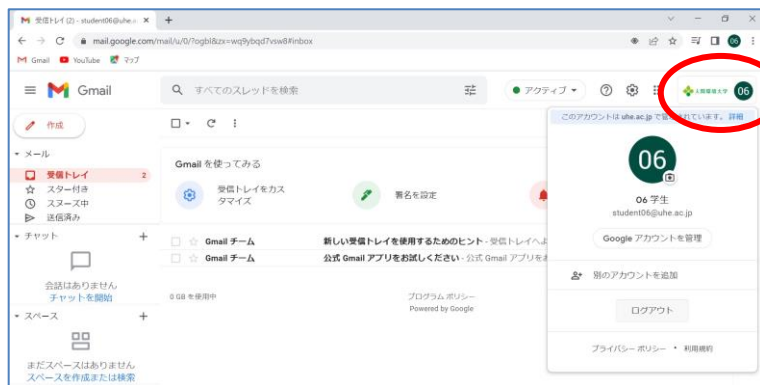 受信トレイ (2) - student06@uhe.a
mail.google.com/mail/u/0/?ogbl&zx=wq9ybqd7vsw8#inbox
06
Gmail
YouTube
マップ
Gmail
すべてのスレッドを検索
アクティブ
人間環境大学
06
作成
このアカウントは uhe.ac.jp で管理されています。 詳細
メール
受信トレイ 2
スター付き
スヌーズ中
送信済み
チャット
会話はありません
チャットを開始
スペース
まだスペースはありません
スペースを作成または検索
Gmail を使ってみる
受信トレイをカス
タマイズ
署名を設定
Gmail チーム 新しい受信トレイを使用するためのヒント - 受信トレイへよ
Gmail チーム 公式 Gmail アプリをお試しください - 公式 Gmail アプリをお
0 GB を使用中
プログラム ポリシー
Powered by Google
06
06 学生
student06@uhe.ac.jp
Google アカウントを管理
別のアカウントを追加
ログアウト
プライバシー ポリシー • 利用規約